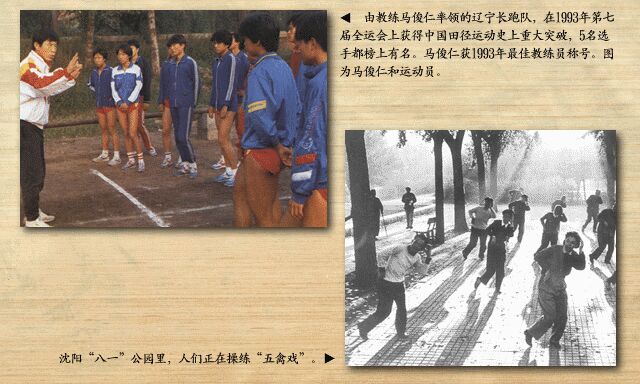 ◀ 由教练马俊仁率领的辽宁长跑队，在1993年第七
届全运会上获得中国田径运动史上重大突破，5名选
手都榜上有名。马俊仁获1993年最佳教练员称号。图
为马俊仁和运动员。
沈阳“八一”公园里，人们正在操练“五禽戏”。▶